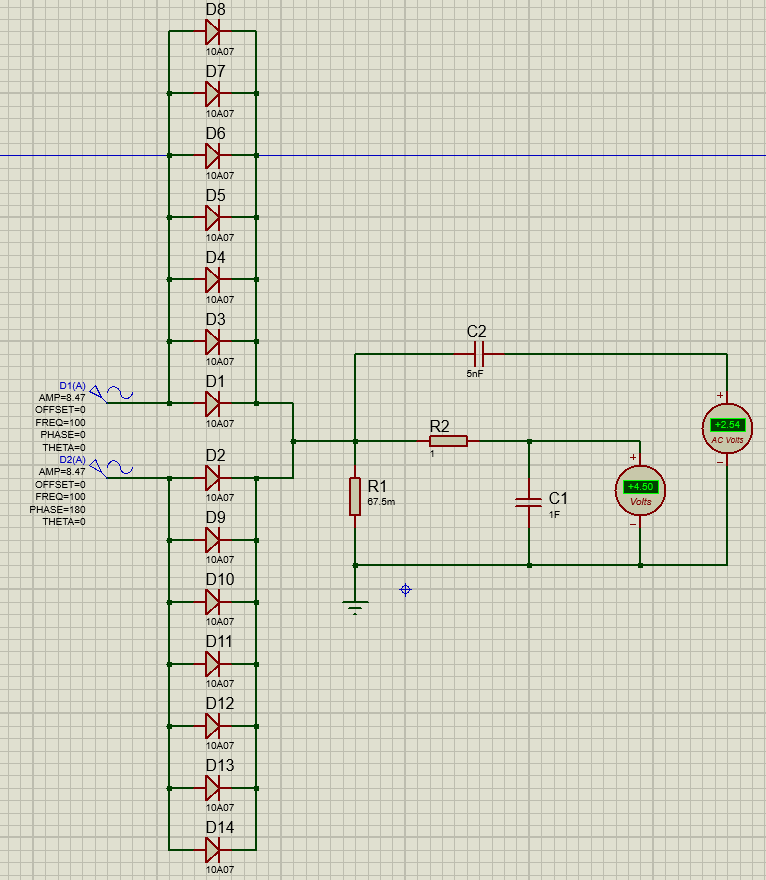 D8
10A07
D7
10A07
D6
10A07
D5
10A07
D4
10A07
D3
10A07
D1(A)
AMP=8.47
OFFSET=0
FREQ=100
PHASE=0
THETA=0
D1
10A07
D2(A)
AMP=8.47
OFFSET=0
FREQ=100
PHASE=180
THETA=0
D2
10A07
D9
10A07
D10
10A07
D11
10A07
D12
10A07
D13
10A07
D14
10A07
C2
5nF
R2
1
R1
67.5m
C1
1F
+
+4.50
Volts
−
+
+2.54
AC Volts
−